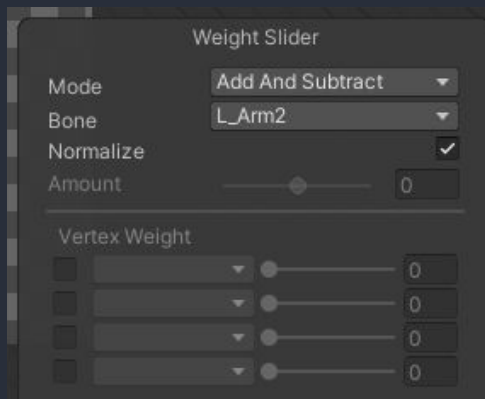 Weight Slider
Mode Add And Subtract
Bone L_Arm2
Normalize
Amount 0
Vertex Weight
0
0
0
0